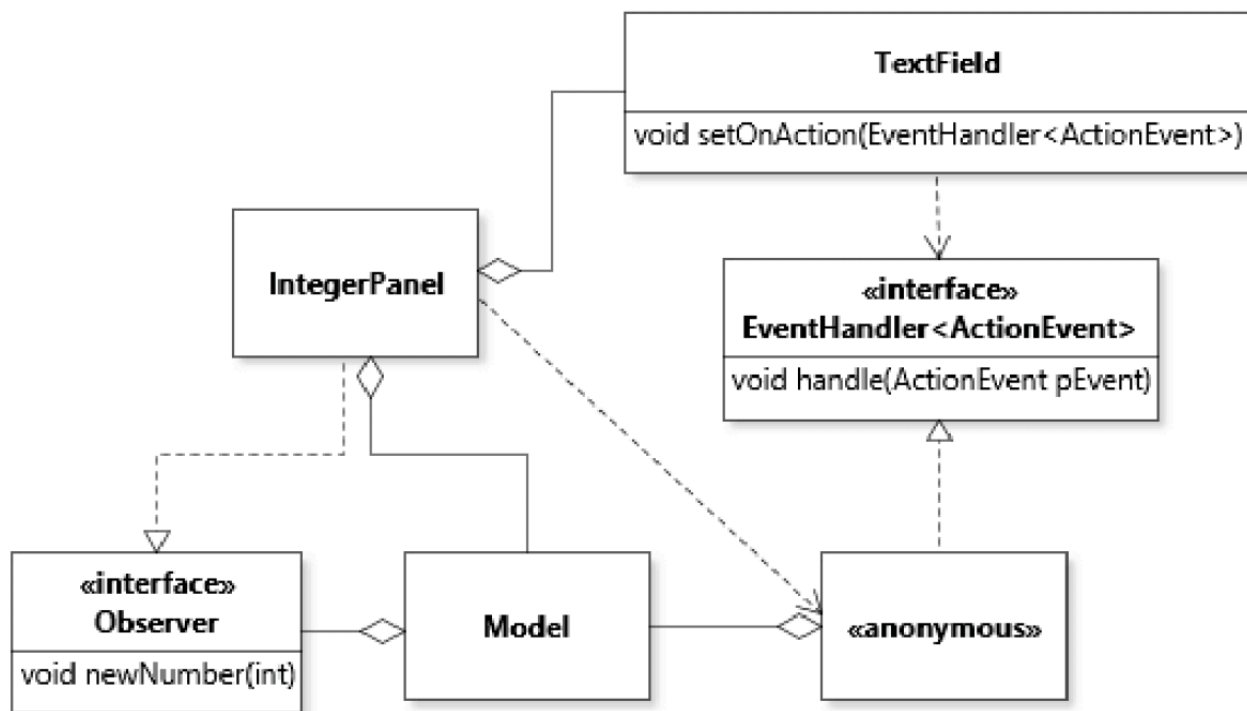 TextField
void setOnAction(EventHandler<ActionEvent>)
IntegerPanel
«interface»
EventHandler<ActionEvent>
void handle(ActionEvent pEvent)
«interface»
Observer
void newNumber(int)
Model
«anonymous»